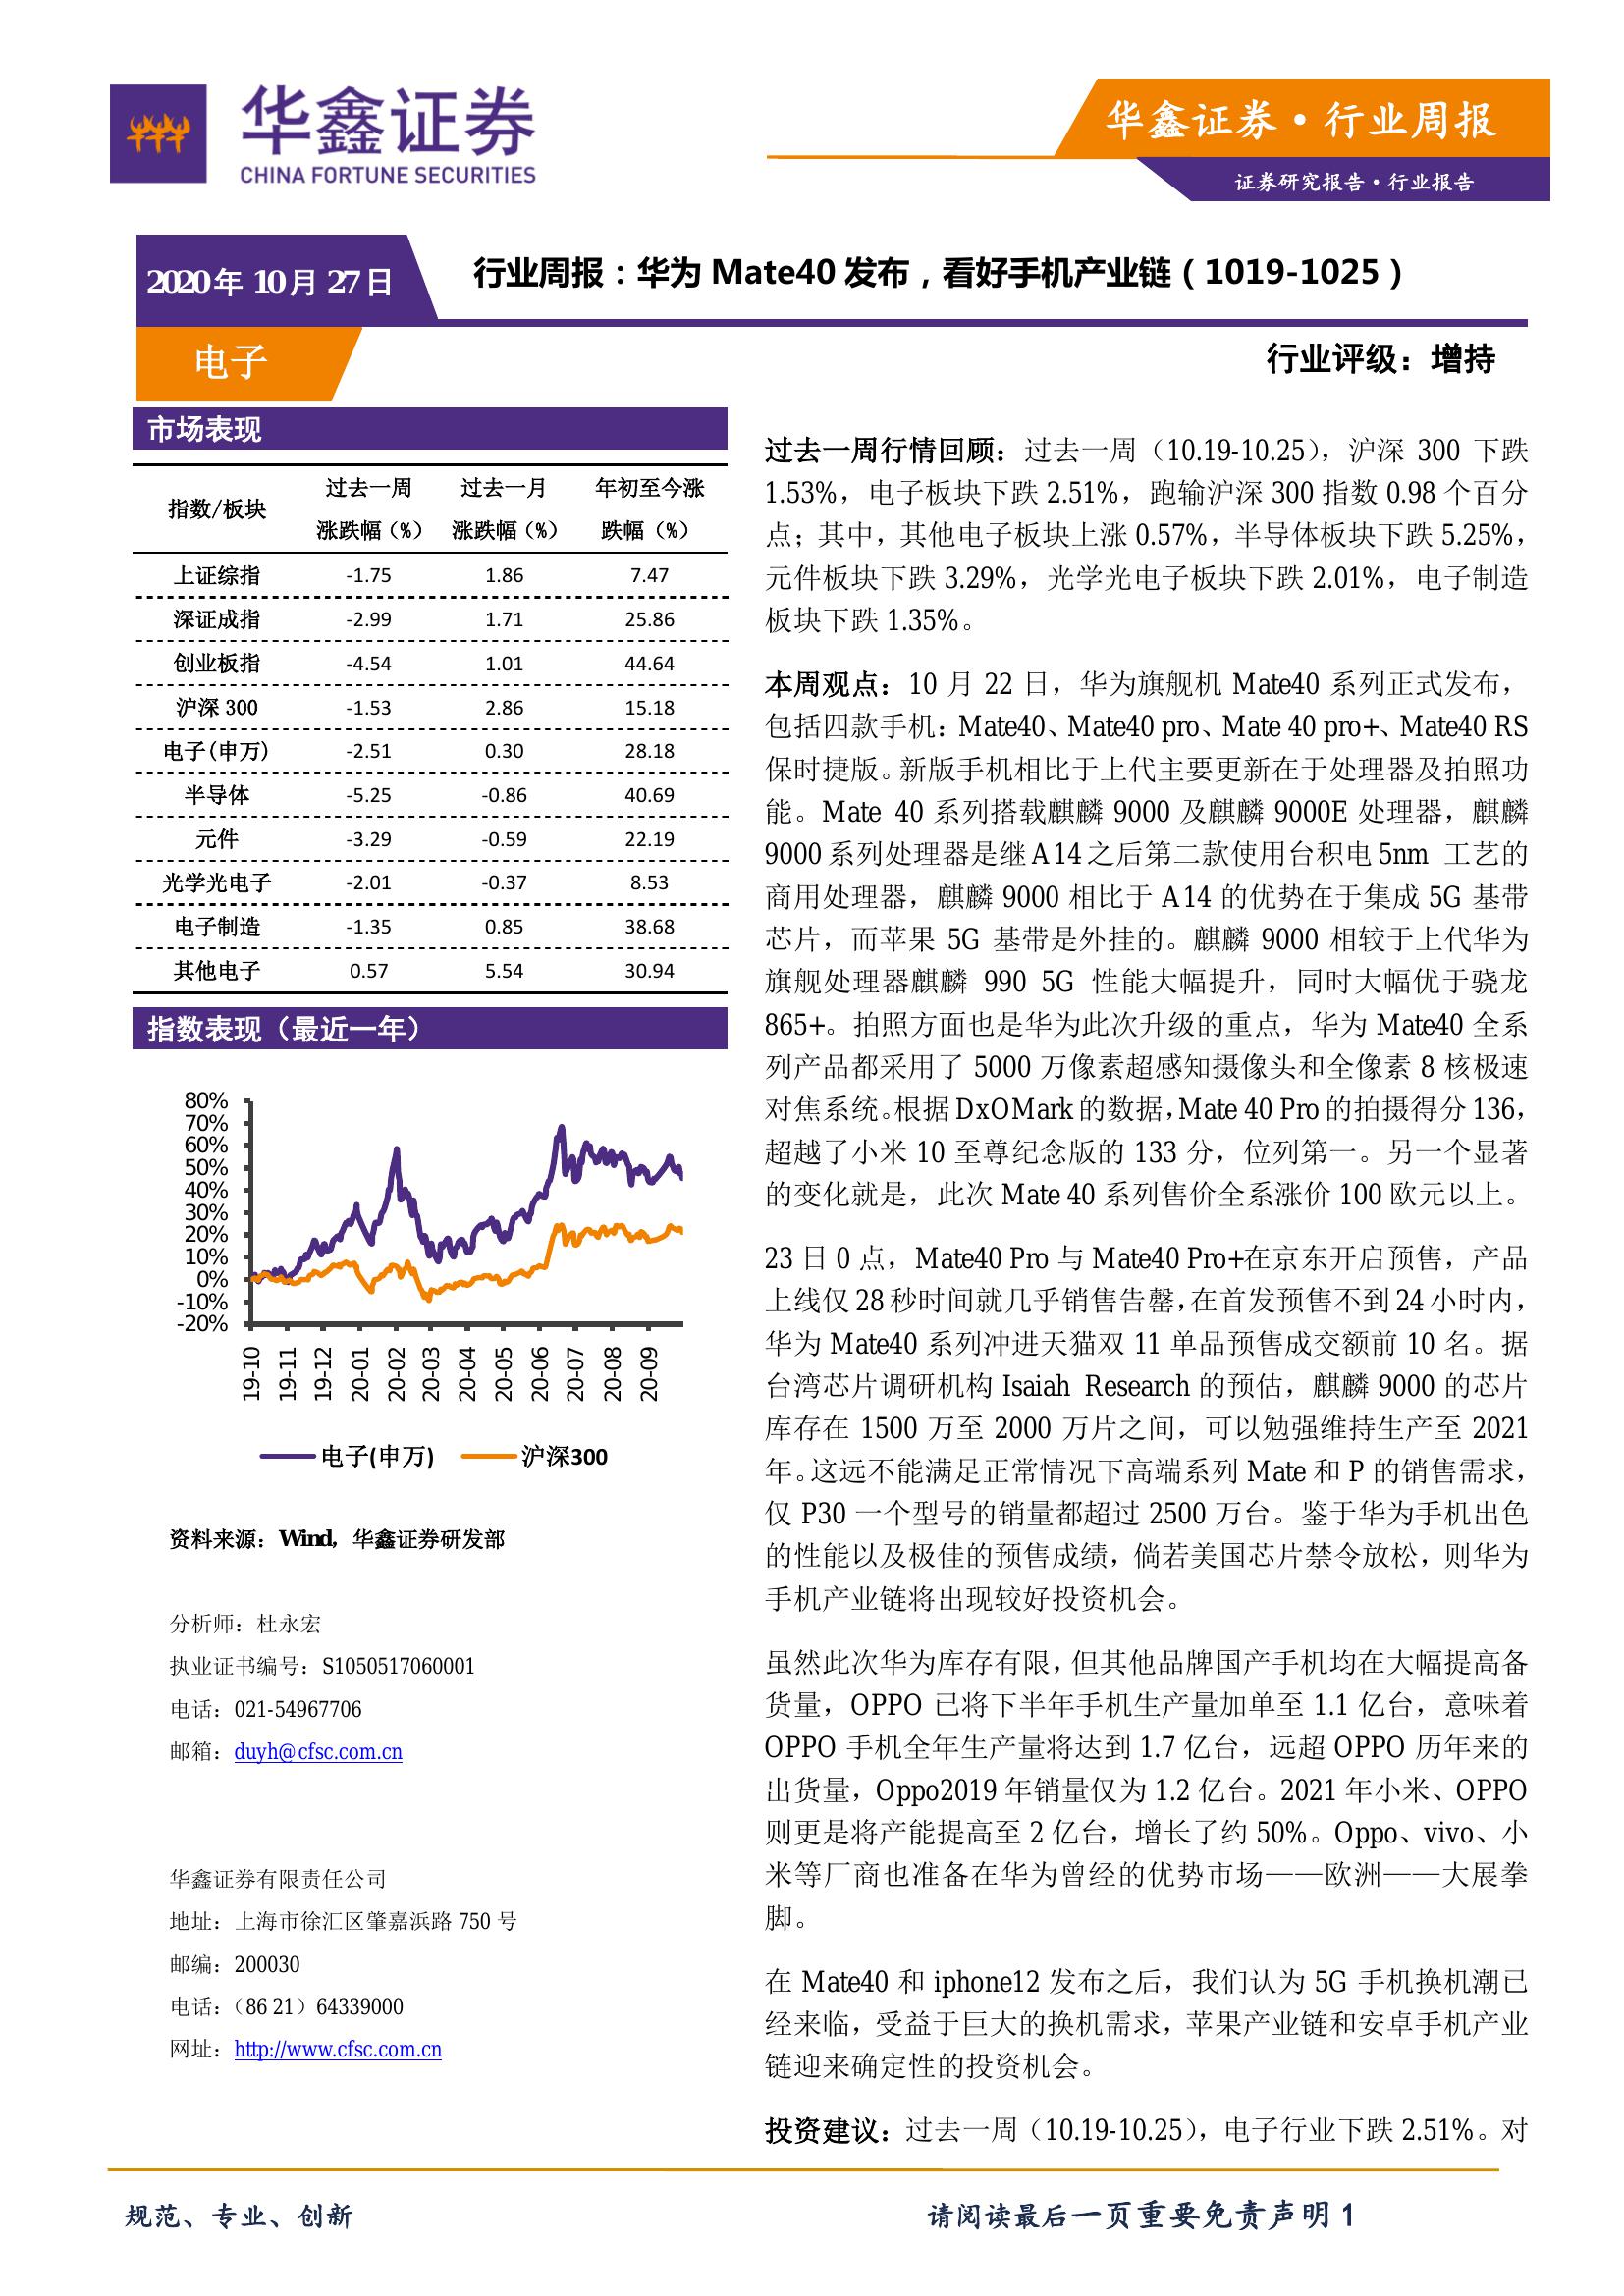 华鑫证券
CHINA FORTUNE SECURITIES
华鑫证券·行业周报
证券研究报告·行业报告
2020年10月27日
行业周报：华为 Mate40 发布，看好手机产业链（1019-1025）
电子
行业评级：增持
市场表现
指数/板块 过去一周涨跌幅（%） 过去一月涨跌幅（%） 年初至今涨跌幅（%）
上证综指 -1.75 1.86 7.47
深证成指 -2.99 1.71 25.86
创业板指 -4.54 1.01 44.64
沪深 300 -1.53 2.86 15.18
电子(申万) -2.51 0.30 28.18
半导体 -5.25 -0.86 40.69
元件 -3.29 -0.59 22.19
光学光电子 -2.01 -0.37 8.53
电子制造 -1.35 0.85 38.68
其他电子 0.57 5.54 30.94
指数表现（最近一年）
80%
70%
60%
50%
40%
30%
20%
10%
0%
-10%
-20%
19-10 19-11 19-12 20-01 20-02 20-03 20-04 20-05 20-06 20-07 20-08 20-09
电子(申万) 沪深300
资料来源：Wind，华鑫证券研发部
分析师：杜永宏
执业证书编号：S1050517060001
电话：021-54967706
邮箱：duyh@cfsc.com.cn
华鑫证券有限责任公司
地址：上海市徐汇区肇嘉浜路 750 号
邮编：200030
电话：（86 21）64339000
网址：http://www.cfsc.com.cn
过去一周行情回顾：过去一周（10.19-10.25），沪深 300 下跌
1.53%，电子板块下跌 2.51%，跑输沪深 300 指数 0.98 个百分
点；其中，其他电子板块上涨 0.57%，半导体板块下跌 5.25%，
元件板块下跌 3.29%，光学光电子板块下跌 2.01%，电子制造
板块下跌 1.35%。
本周观点：10 月 22 日，华为旗舰机 Mate40 系列正式发布，
包括四款手机：Mate40、Mate40 pro、Mate 40 pro+、Mate40 RS
保时捷版。新版手机相比于上代主要更新在于处理器及拍照功
能。Mate 40 系列搭载麒麟 9000 及麒麟 9000E 处理器，麒麟
9000 系列处理器是继 A14 之后第二款使用台积电 5nm 工艺的
商用处理器，麒麟 9000 相比于 A14 的优势在于集成 5G 基带
芯片，而苹果 5G 基带是外挂的。麒麟 9000 相较于上代华为
旗舰处理器麒麟 990 5G 性能大幅提升，同时大幅优于骁龙
865+。拍照方面也是华为此次升级的重点，华为 Mate40 全系
列产品都采用了 5000 万像素超感知摄像头和全像素 8 核极速
对焦系统。根据 DxOMark 的数据，Mate 40 Pro 的拍摄得分 136，
超越了小米 10 至尊纪念版的 133 分，位列第一。另一个显著
的变化就是，此次 Mate 40 系列售价全系涨价 100 欧元以上。
23 日 0 点，Mate40 Pro 与 Mate40 Pro+在京东开启预售，产品
上线仅 28 秒时间就几乎销售告罄，在首发预售不到 24 小时内，
华为 Mate40 系列冲进天猫双 11 单品预售成交额前 10 名。据
台湾芯片调研机构 Isaiah Research 的预估，麒麟 9000 的芯片
库存在 1500 万至 2000 万片之间，可以勉强维持生产至 2021
年。这远不能满足正常情况下高端系列 Mate 和 P 的销售需求，
仅 P30 一个型号的销量都超过 2500 万台。鉴于华为手机出色
的性能以及极佳的预售成绩，倘若美国芯片禁令放松，则华为
手机产业链将出现较好投资机会。
虽然此次华为库存有限，但其他品牌国产手机均在大幅提高备
货量，OPPO 已将下半年手机生产量加单至 1.1 亿台，意味着
OPPO 手机全年生产量将达到 1.7 亿台，远超 OPPO 历年来的
出货量，Oppo2019 年销量仅为 1.2 亿台。2021 年小米、OPPO
则更是将产能提高至 2 亿台，增长了约 50%。Oppo、vivo、小
米等厂商也准备在华为曾经的优势市场——欧洲——大展拳
脚。
在 Mate40 和 iphone12 发布之后，我们认为 5G 手机换机潮已
经来临，受益于巨大的换机需求，苹果产业链和安卓手机产业
链迎来确定性的投资机会。
投资建议：过去一周（10.19-10.25），电子行业下跌 2.51%。对
规范、专业、创新
请阅读最后一页重要免责声明 1